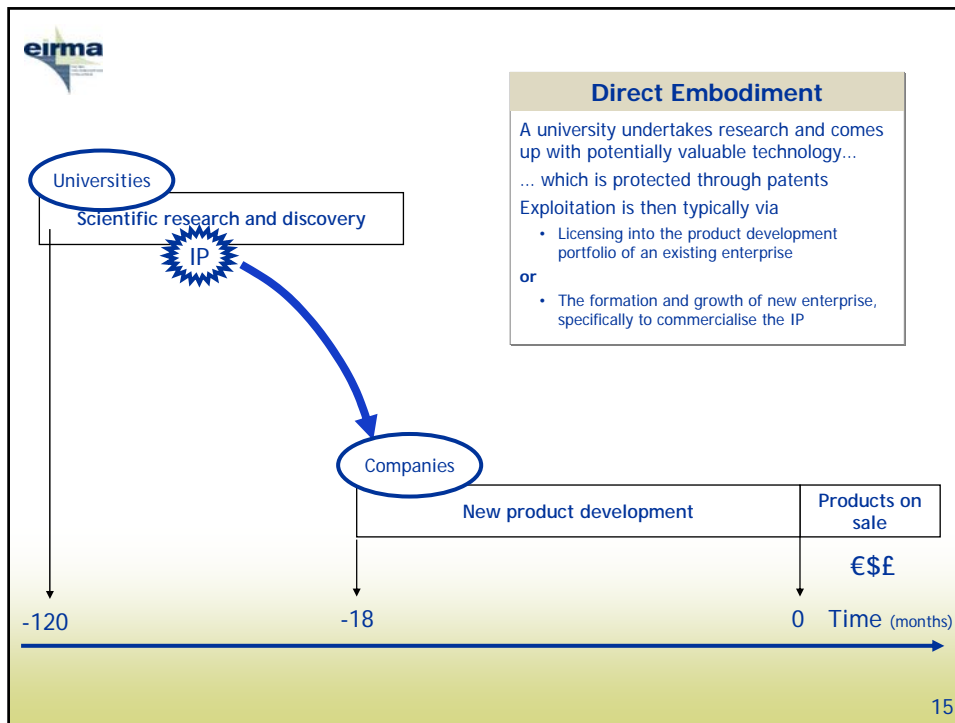 eirma
Direct Embodiment
A university undertakes research and comes
up with potentially valuable technology...
... which is protected through patents
Exploitation is then typically via
• Licensing into the product development
portfolio of an existing enterprise
or
• The formation and growth of new enterprise,
specifically to commercialise the IP
Universities
Scientific research and discovery
IP
Companies
New product development
Products on
sale
€$£
-120
-18
0
Time (months)
15